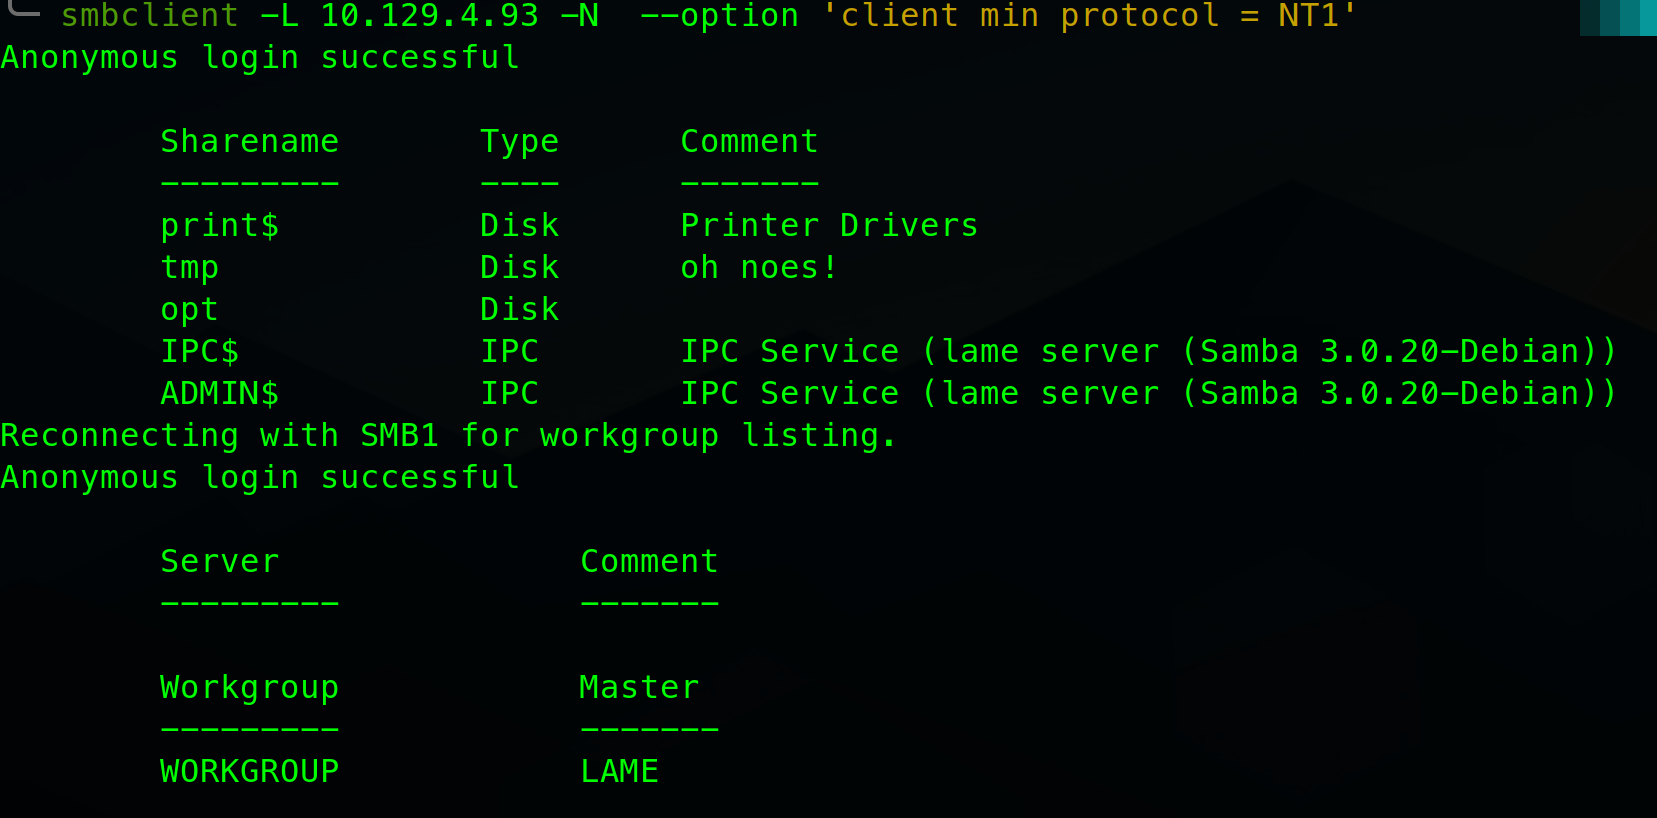 smbclient -L 10.129.4.93 -N  --option 'client min protocol = NT1'
Anonymous login successful
Sharename       Type      Comment
---------       ----      -------
print$          Disk      Printer Drivers
tmp             Disk      oh noes!
opt             Disk
IPC$            IPC       IPC Service (lame server (Samba 3.0.20-Debian))
ADMIN$          IPC       IPC Service (lame server (Samba 3.0.20-Debian))
Reconnecting with SMB1 for workgroup listing.
Anonymous login successful
Server               Comment
---------            -------
Workgroup            Master
---------            -------
WORKGROUP            LAME